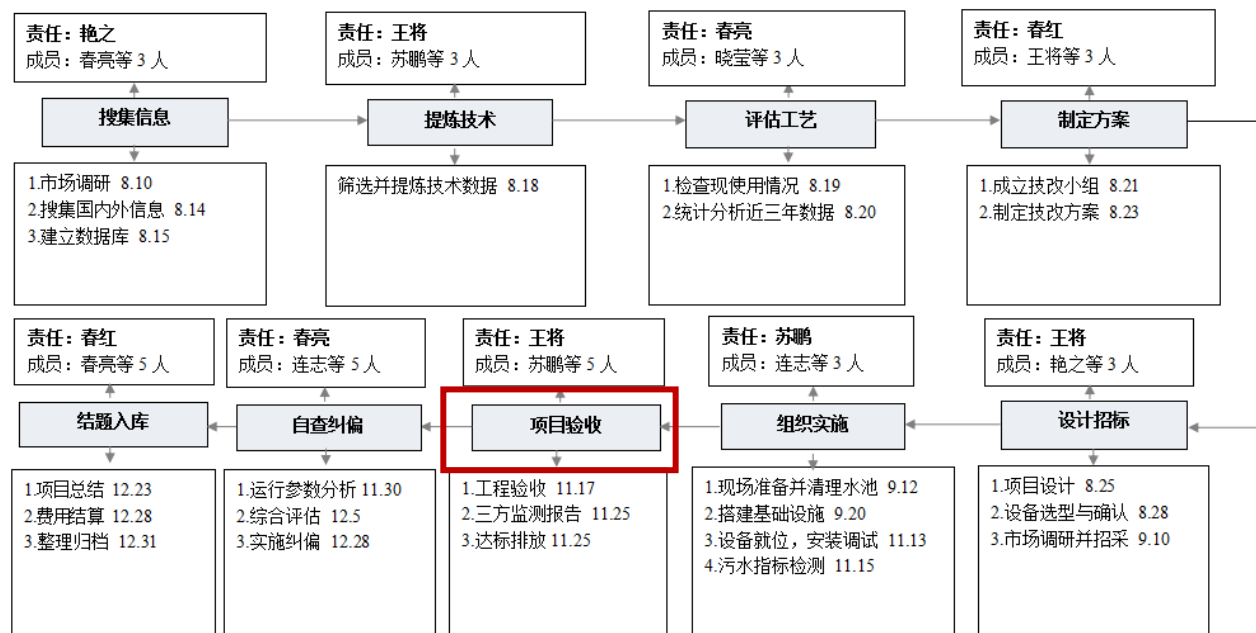 责任：艳之
成员：春亮等 3 人
搜集信息
1.市场调研 8.10
2.搜集国内外信息 8.14
3.建立数据库 8.15
责任：王将
成员：苏鹏等 3 人
提炼技术
筛选并提炼技术数据 8.18
责任：春亮
成员：晓莹等 3 人
评估工艺
1.检查现使用情况 8.19
2.统计分析近三年数据 8.20
责任：春红
成员：王将等 3 人
制定方案
1.成立技改小组 8.21
2.制定技改方案 8.23
责任：王将
成员：艳之等 3 人
设计招标
1.项目设计 8.25
2.设备选型与确认 8.28
3.市场调研并招采 9.10
责任：苏鹏
成员：连志等 3 人
组织实施
1.现场准备并清理水池 9.12
2.搭建基础设施 9.20
3.设备就位，安装调试 11.13
4.污水指标检测 11.15
责任：王将
成员：苏鹏等 5 人
项目验收
1.工程验收 11.17
2.三方监测报告 11.25
3.达标排放 11.25
责任：春亮
成员：连志等 5 人
自查纠偏
1.运行参数分析 11.30
2.综合评估 12.5
3.实施纠偏 12.28
责任：春红
成员：春亮等 5 人
结题入库
1.项目总结 12.23
2.费用结算 12.28
3.整理归档 12.31